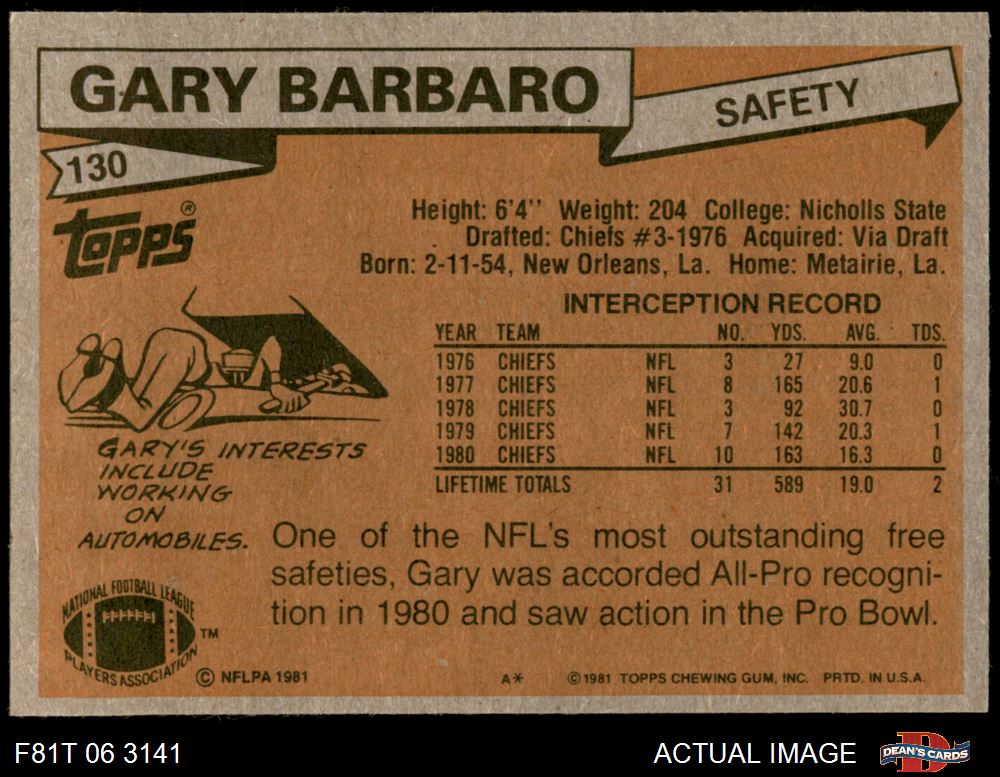 GARY BARBARO
SAFETY
130
TOPPS®
Height: 6'4'' Weight: 204 College: Nicholls State
Drafted: Chiefs #3-1976 Acquired: Via Draft
Born: 2-11-54, New Orleans, La. Home: Metairie, La.
INTERCEPTION RECORD
YEAR TEAM NO. YDS. AVG. TDS.
1976 CHIEFS NFL 3 27 9.0 0
1977 CHIEFS NFL 8 165 20.6 1
1978 CHIEFS NFL 3 92 30.7 0
1979 CHIEFS NFL 7 142 20.3 1
1980 CHIEFS NFL 10 163 16.3 0
LIFETIME TOTALS 31 589 19.0 2
GARY'S INTERESTS
INCLUDE
WORKING
ON
AUTOMOBILES.
One of the NFL's most outstanding free
safeties, Gary was accorded All-Pro recogni-
tion in 1980 and saw action in the Pro Bowl.
NATIONAL FOOTBALL LEAGUE
PLAYERS ASSOCIATION
TM
© NFLPA 1981
A* © 1981 TOPPS CHEWING GUM, INC. PRTD. IN U.S.A.
F81T 06 3141
ACTUAL IMAGE
DEAN'S CARDS